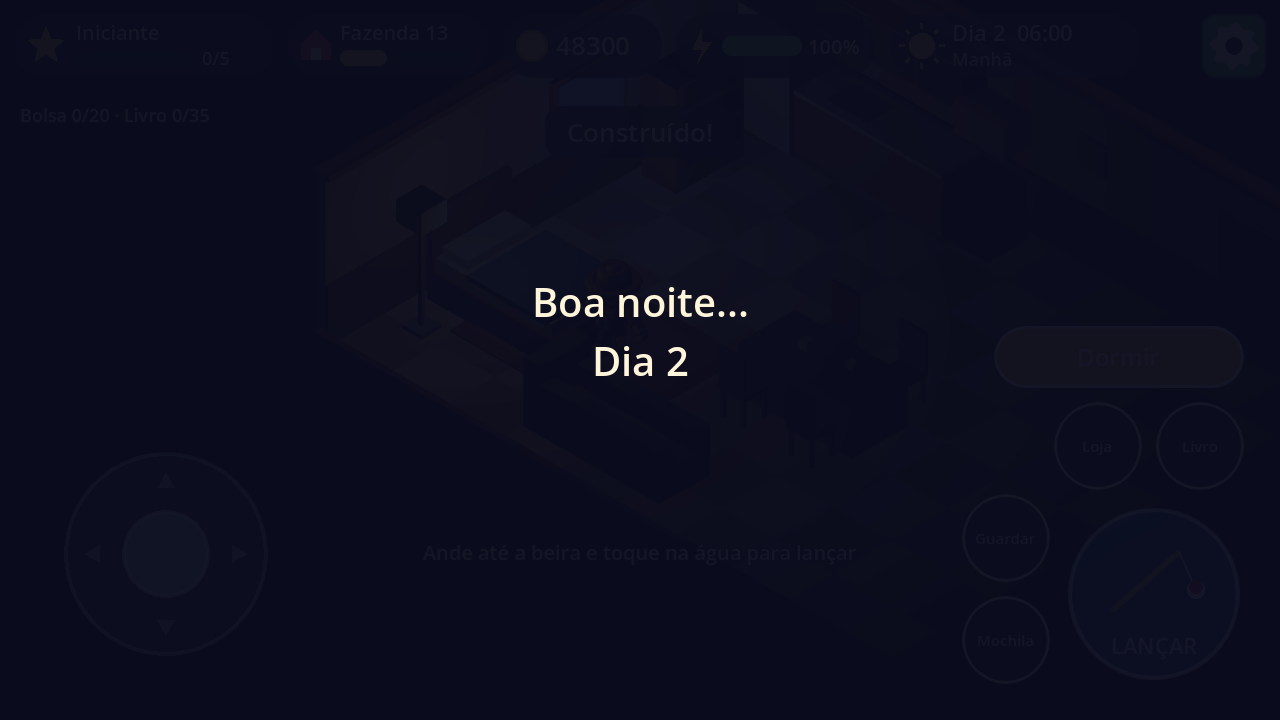 Iniciante
0/5
Fazenda 13
48300
100%
Dia 2 06:00
Manhã
Bolsa 0/20 · Livro 0/35
Construído!
Boa noite...
Dia 2
Dormir
Loja
Livro
Guardar
Ande até a beira e toque na água para lançar
Mochila
LANÇAR